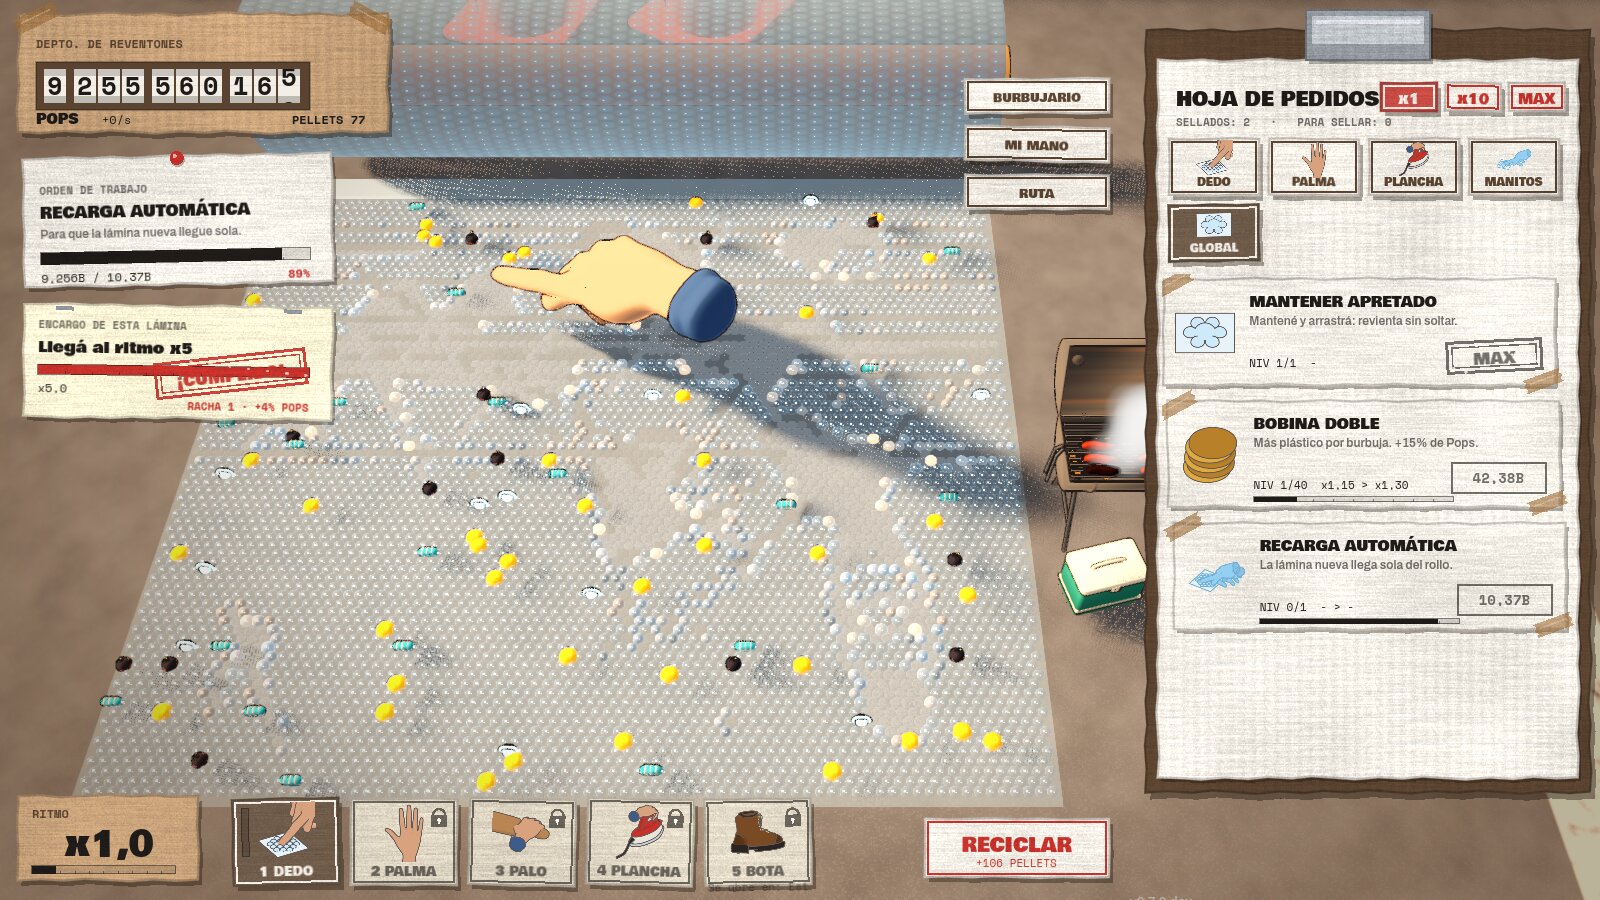 DEPTO. DE REVENTONES
9 255 560 165
POPS +0/s PELLETS 77
ORDEN DE TRABAJO
RECARGA AUTOMÁTICA
Para que la lámina nueva llegue sola.
9.256B / 10.37B 89%
ENCARGO DE ESTA LÁMINA
Llegá al ritmo x5
x5,0
RACHA 1 · +4% POPS
BURBUJARIO
MI MANO
RUTA
HOJA DE PEDIDOS x1 x10 MAX
SELLADOS: 2 · PARA SELLAR: 0
DEDO PALMA PLANCHA MANITOS
GLOBAL
MANTENER APRETADO
Mantené y arrastrá: revienta sin soltar.
NIV 1/1 - MAX
BOBINA DOBLE
Más plástico por burbuja. +15% de Pops.
NIV 1/40 x1.15 > x1.30 42,38B
RECARGA AUTOMÁTICA
La lámina nueva llega sola del rollo.
NIV 0/1 - > - 10,37B
RITMO
x1,0
1 DEDO 2 PALMA 3 PALO 4 PLANCHA 5 BOTA
RECICLAR
+106 PELLETS